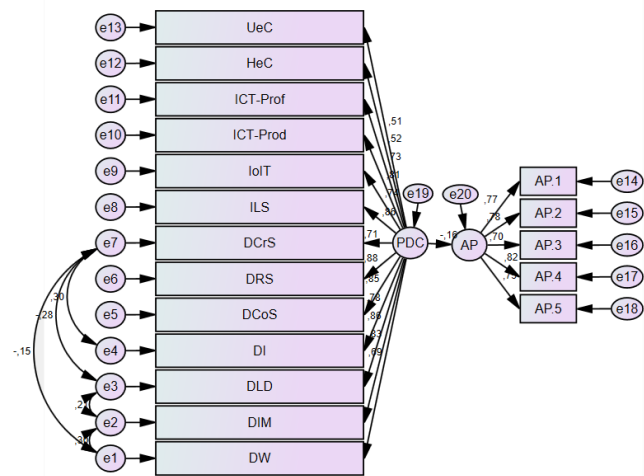 e13 UeC
e12 HeC
e11 ICT-Prof
e10 ICT-Prod
,51
,52
,73
,81
e9 IoIT
e8 ILS
,86
e7 DCrS
,71
e6 DRS
,88
,85
e5 DCoS
,78
,86
e4 DI
,83
,69
e3 DLD
e2 DIM
e1 DW
,30
-,28
-,15
e19 e20
PDC -,16 AP
,77
,78
,70
,82
AP.1 e14
AP.2 e15
AP.3 e16
AP.4 e17
AP.5 e18